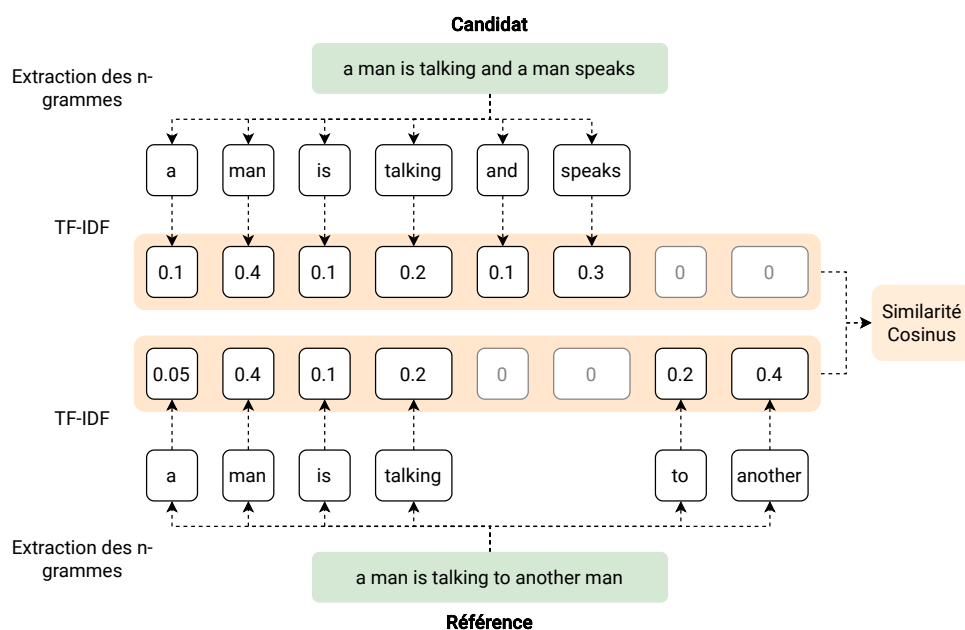 Candidat
a man is talking and a man speaks
Extraction des n-
grammes
a man is talking and speaks
TF-IDF
0.1 0.4 0.1 0.2 0.1 0.3 0 0
Similarité
Cosinus
0.05 0.4 0.1 0.2 0 0 0.2 0.4
TF-IDF
a man is talking to another
Extraction des n-
grammes
a man is talking to another man
Référence